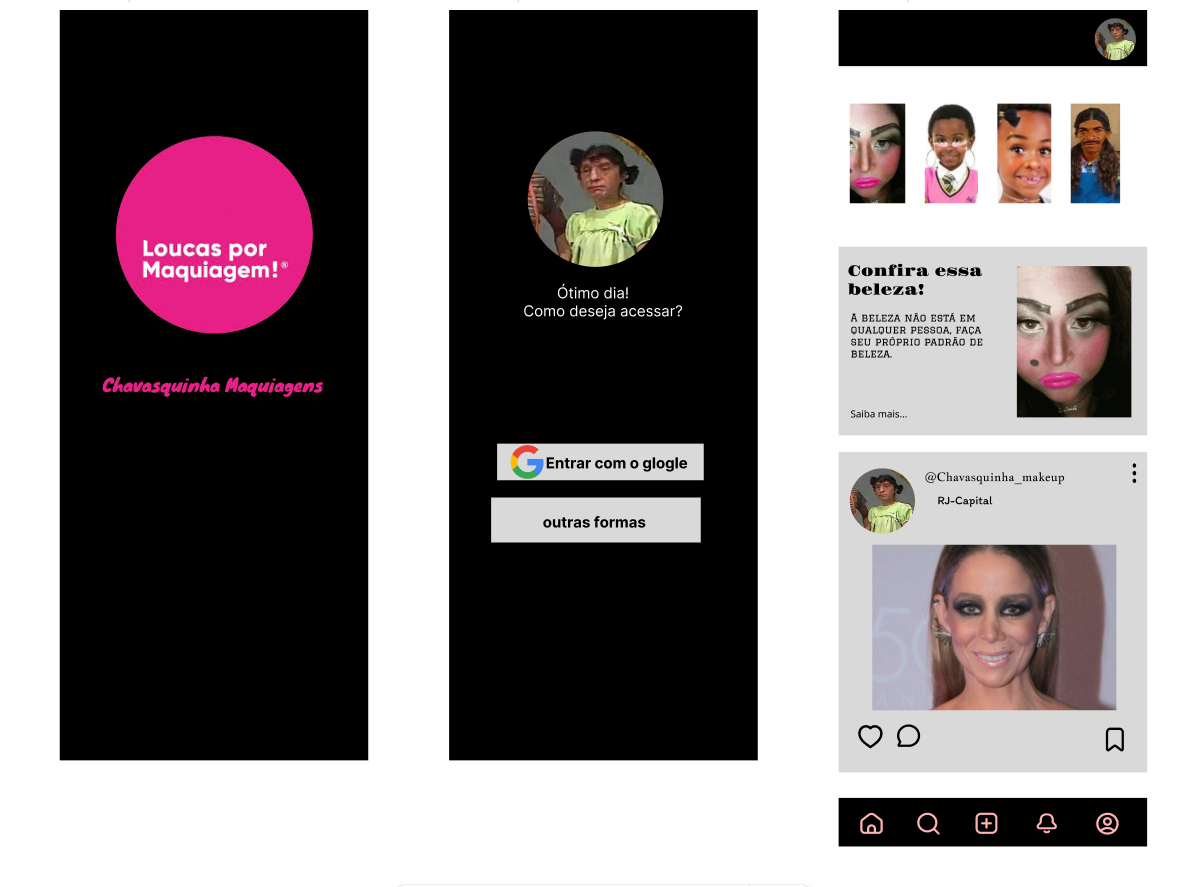 Loucas por
Maquiagem!®
Chavasquinha Maquiagens
Ótimo dia!
Como deseja acessar?
Entrar com o glogle
outras formas
Confira essa
beleza!
A BELEZA NÃO ESTÁ EM
QUALQUER PESSOA, FAÇA
SEU PRÓPRIO PADRÃO DE
BELEZA.
Saiba mais...
@Chavasquinha_makeup
RJ-Capital